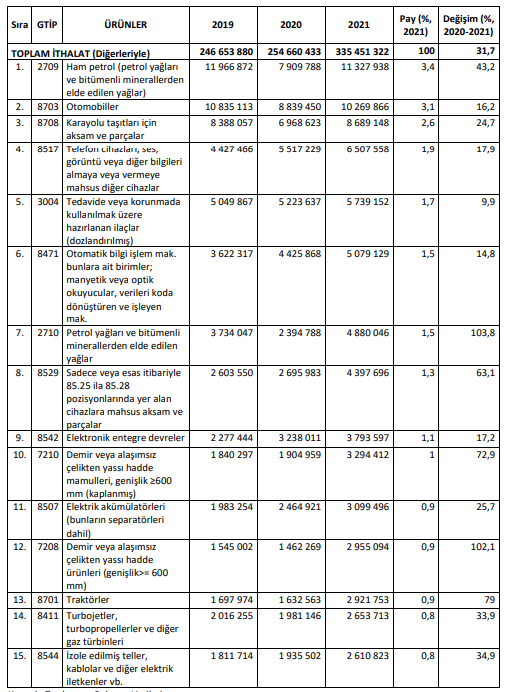 Sıra GTİP ÜRÜNLER 2019 2020 2021 Pay (%, 2021) Değişim (%, 2020-2021)
TOPLAM İTHALAT (Diğerleriyle) 246 653 880 254 660 433 335 451 322 100 31,7
1. 2709 Ham petrol (petrol yağları 11 966 872 7 909 788 11 327 938 3,4 43,2
ve bitümenli minerallerden
elde edilen yağlar)
2. 8703 Otomobiller 10 835 113 8 839 450 10 269 866 3,1 16,2
3. 8708 Karayolu taşıtları için 8 388 057 6 968 623 8 689 148 2,6 24,7
aksam ve parçalar
4. 8517 Telefon cihazları, ses, 4 427 466 5 517 229 6 507 558 1,9 17,9
görüntü veya diğer bilgileri
almaya veya vermeye
mahsus diğer cihazlar
5. 3004 Tedavide veya korunmada 5 049 867 5 223 637 5 739 152 1,7 9,9
kullanılmak üzere
hazırlanan ilaçlar
(dozlandırılmış)
6. 8471 Otomatik bilgi işlem mak. 3 622 317 4 425 868 5 079 129 1,5 14,8
bunlara ait birimler;
manyetik veya optik
okuyucular, verileri koda
dönüştüren ve işleyen
mak.
7. 2710 Petrol yağları ve bitümenli 3 734 047 2 394 788 4 880 046 1,5 103,8
minerallerden elde edilen
yağlar
8. 8529 Sadece veya esas itibariyle 2 603 550 2 695 983 4 397 696 1,3 63,1
85.25 ila 85.28
pozisyonlarında yer alan
cihazlara mahsus aksam ve
parçalar
9. 8542 Elektronik entegre devreler 2 277 444 3 238 011 3 793 597 1,1 17,2
10. 7210 Demir veya alaşımsız 1 840 297 1 904 959 3 294 412 1 72,9
çelikten yassı hadde
mamulleri, genişlik ≥600
mm (kaplanmış)
11. 8507 Elektrik akümülatörleri 1 983 254 2 464 921 3 099 496 0,9 25,7
(bunların separatörleri
dahil)
12. 7208 Demir veya alaşımsız 1 545 002 1 462 269 2 955 094 0,9 102,1
çelikten yassı hadde
ürünleri (genişlik>= 600
mm)
13. 8701 Traktörler 1 697 974 1 632 563 2 921 753 0,9 79
14. 8411 Turbojetler, 2 016 255 1 981 146 2 653 713 0,8 33,9
turbopropellerler ve diğer
gaz türbinleri
15. 8544 İzole edilmiş teller, 1 811 714 1 935 502 2 610 823 0,8 34,9
kablolar ve diğer elektrik
iletkenler vb.